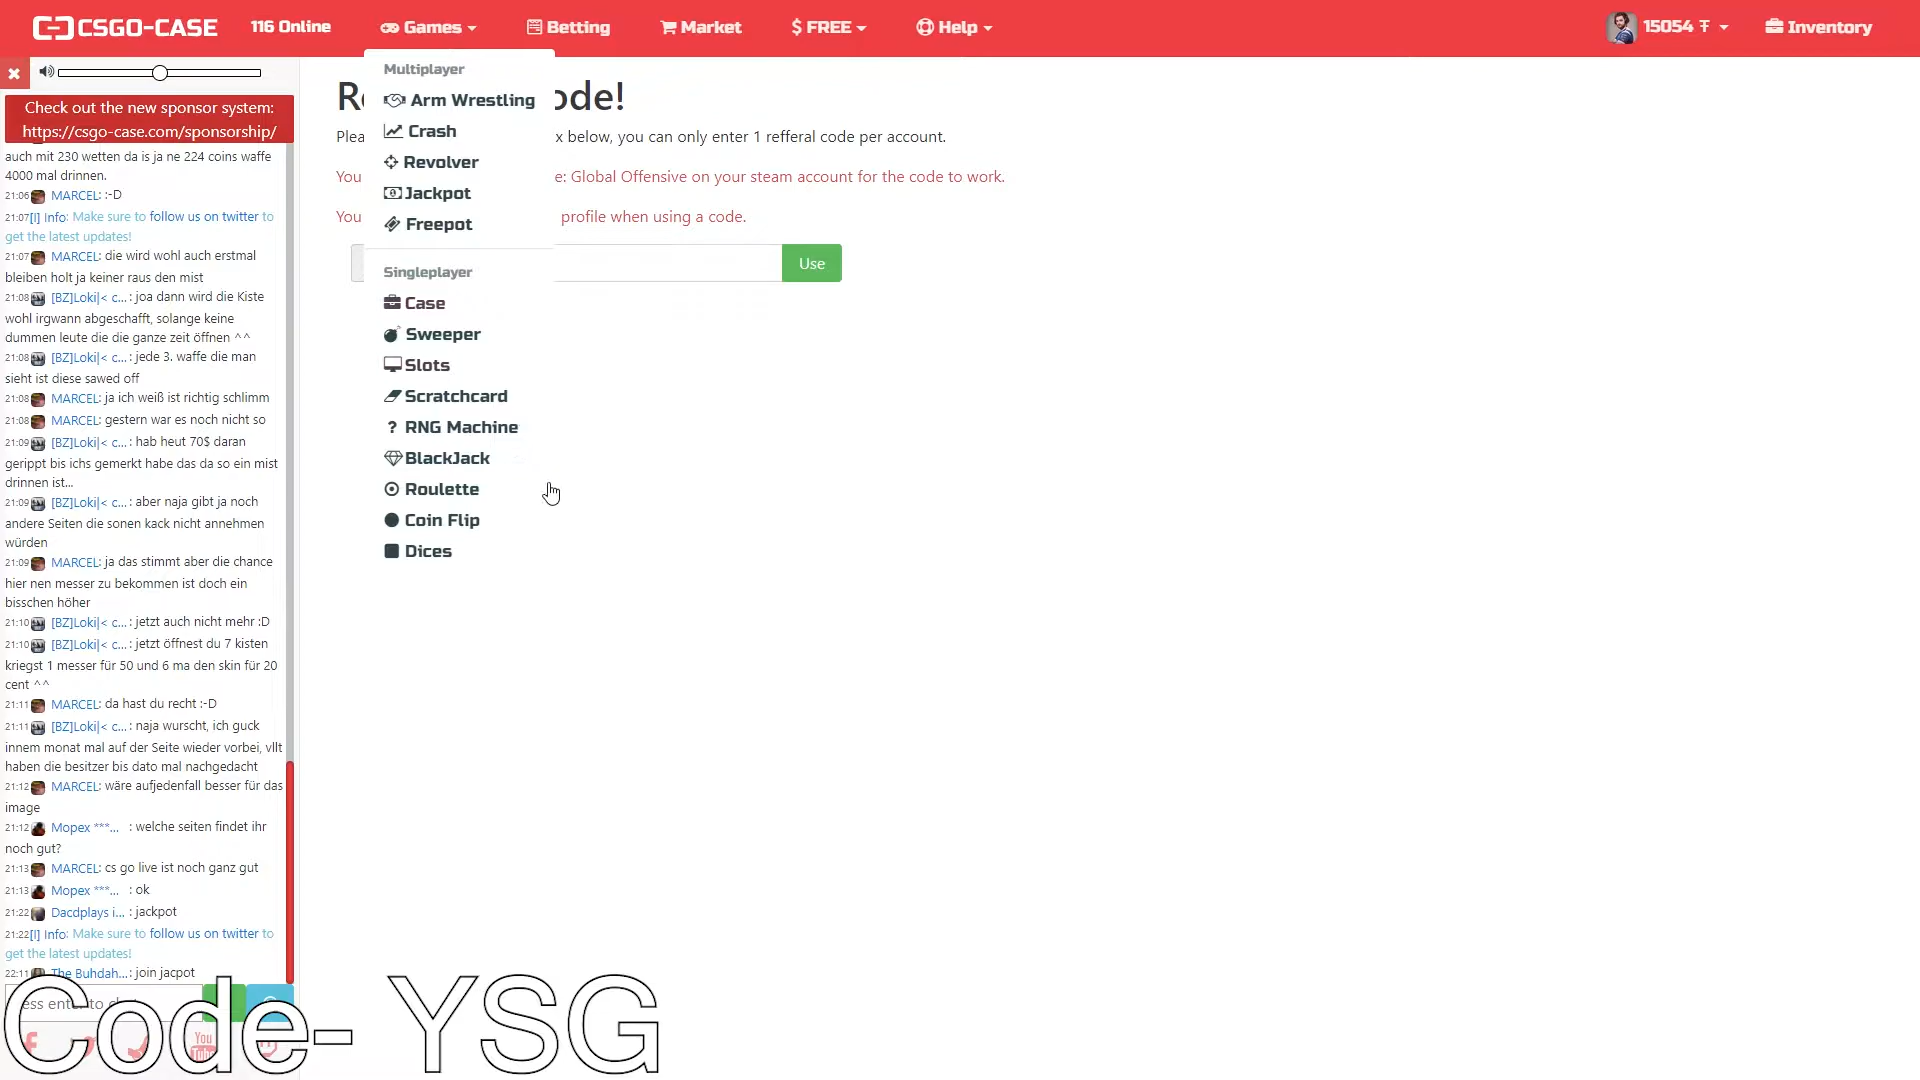 CSGO-CASE 116 Online Games Betting Market $ FREE Help 15054 Inventory
Check out the new sponsor system:
https://csgo-case.com/sponsorship/
auch mit 230 wetten da is ja ne 224 coins waffe
4000 mal drinnen.
21:06 MARCEL: :-D
21:07 [!] Info: Make sure to follow us on twitter to
get the latest updates!
21:07 MARCEL: die wird wohl auch erstmal
bleiben holt ja keiner raus den mist
21:08 [BZ]Loki|< c... : joa dann wird die Kiste
wohl irgwann abgeschafft, solange keine
dummen leute die die ganze zeit öffnen ^^
21:08 [BZ]Loki|< c... : jede 3. waffe die man
sieht ist diese sawed off
21:08 MARCEL: ja ich weiß ist richtig schlimm
21:08 MARCEL: gestern war es noch nicht so
21:09 [BZ]Loki|< c... : hab heut 70$ daran
gerippt bis ichs gemerkt habe das da so ein mist
drinnen ist...
21:09 [BZ]Loki|< c... : aber naja gibt ja noch
andere Seiten die sonen kack nicht annehmen
würden
21:09 MARCEL: ja das stimmt aber die chance
hier nen messer zu bekommen ist doch ein
bisschen höher
21:10 [BZ]Loki|< c... : jetzt auch nicht mehr :D
21:10 [BZ]Loki|< c... : jetzt öffnest du 7 kisten
kriegst 1 messer für 50 und 6 ma den skin für 20
cent ^^
21:11 MARCEL: da hast du recht :-D
21:11 [BZ]Loki|< c... : naja wurscht, ich guck
innem monat mal auf der Seite wieder vorbei, vllt
haben die besitzer bis dato mal nachgedacht
21:12 MARCEL: wäre aufjedenfall besser für das
image
21:12 Mopex ***... : welche seiten findet ihr
noch gut?
21:13 MARCEL: cs go live ist noch ganz gut
21:13 Mopex ***... : ok
21:22 Dacdplays i... : jackpot
21:22 [!] Info: Make sure to follow us on twitter to
get the latest updates!
22:11 The Buhdah... : join jacpot
Multiplayer
Arm Wrestling
Crash
Revolver
Jackpot
Freepot
Singleplayer
Case
Sweeper
Slots
Scratchcard
? RNG Machine
BlackJack
Roulette
Coin Flip
Dices
ode!
x below, you can only enter 1 refferal code per account.
You e: Global Offensive on your steam account for the code to work.
profile when using a code.
Use
Code- YSG
You